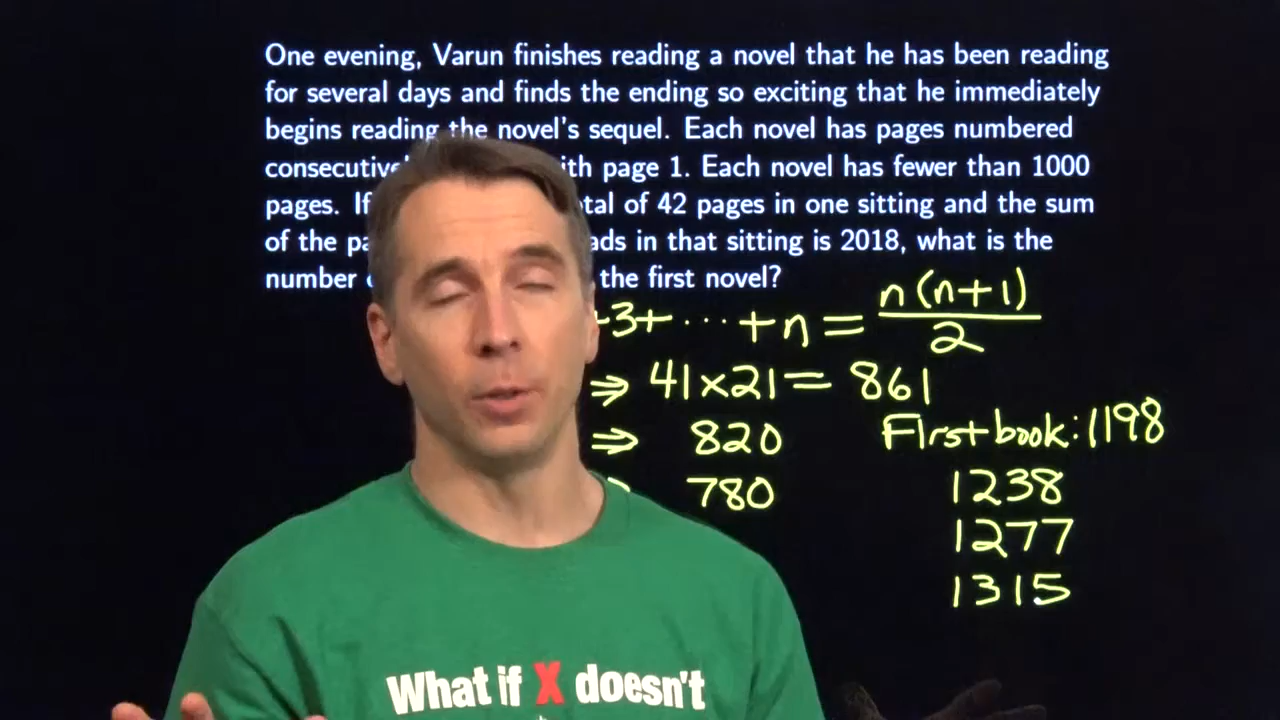 One evening, Varun finishes reading a novel that he has been reading
for several days and finds the ending so exciting that he immediately
begins reading the novel's sequel. Each novel has pages numbered
with page 1. Each novel has fewer than 1000
pages. If of 42 pages in one sitting and the sum
of the in that sitting is 2018, what is the
number the first novel?
+3+ ··· +n = n(n+1)/2
⇒ 41×21 = 861
First book: 1198
⇒ 820
1238
780
1277
1315
What if X doesn't